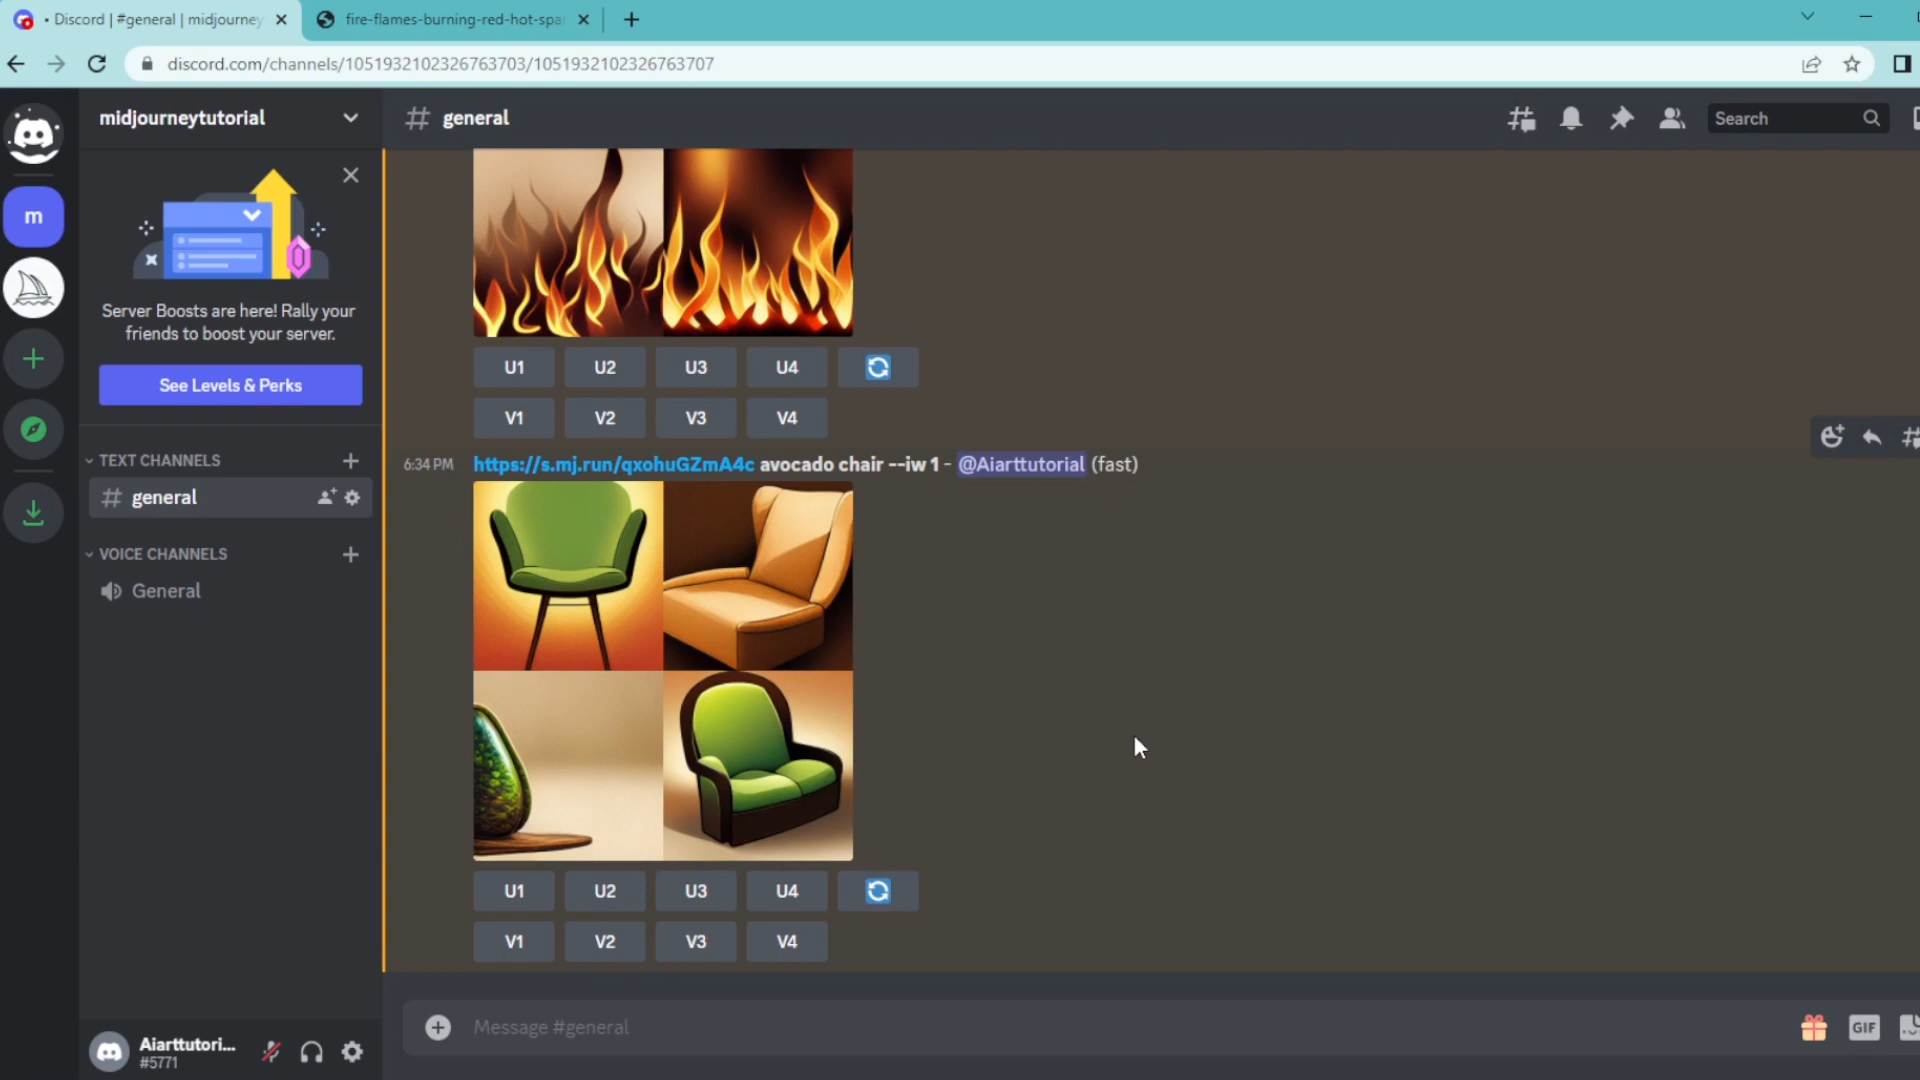 • Discord | #general | midjourney
fire-flames-burning-red-hot-spa
discord.com/channels/1051932102326763703/1051932102326763707
midjourneytutorial
general
Search
m
Server Boosts are here! Rally your
friends to boost your server.
See Levels & Perks
TEXT CHANNELS
general
VOICE CHANNELS
General
U1 U2 U3 U4
V1 V2 V3 V4
6:34 PM https://s.mj.run/qxohuGZmA4c avocado chair --iw 1 - @Aiarttutorial (fast)
U1 U2 U3 U4
V1 V2 V3 V4
Message #general
GIF
Aiarttutori...
#5771